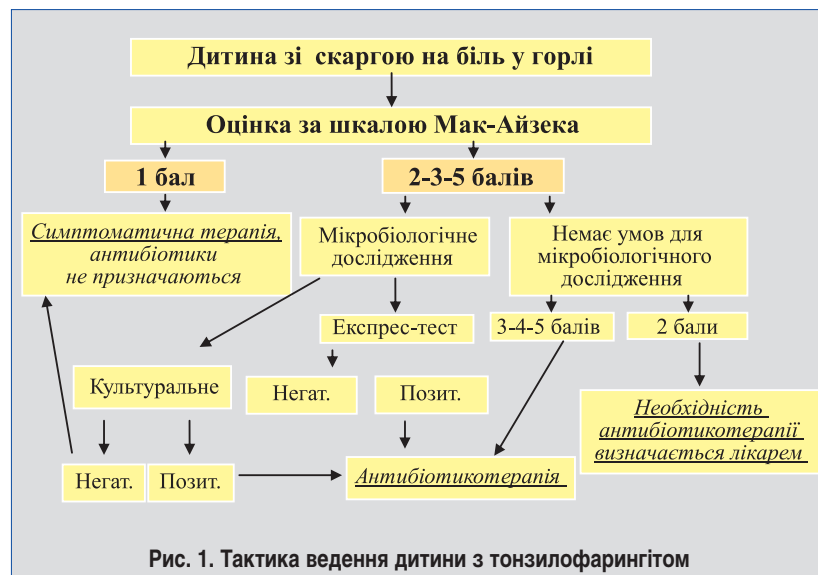 Дитина зі скаргою на біль у горлі
Оцінка за шкалою Мак-Айзека
1 бал
2-3-5 балів
Симптоматична терапія,
антибіотики
не призначаються
Мікробіологічне
дослідження
Немає умов для
мікробіологічного
дослідження
Експрес-тест
3-4-5 балів
2 бали
Культуральне
Негат.
Позит.
Необхідність
антибіотикотерапії
визначається лікарем
Негат.
Позит.
Антибіотикотерапія
Рис. 1. Тактика ведення дитини з тонзилофарингітом